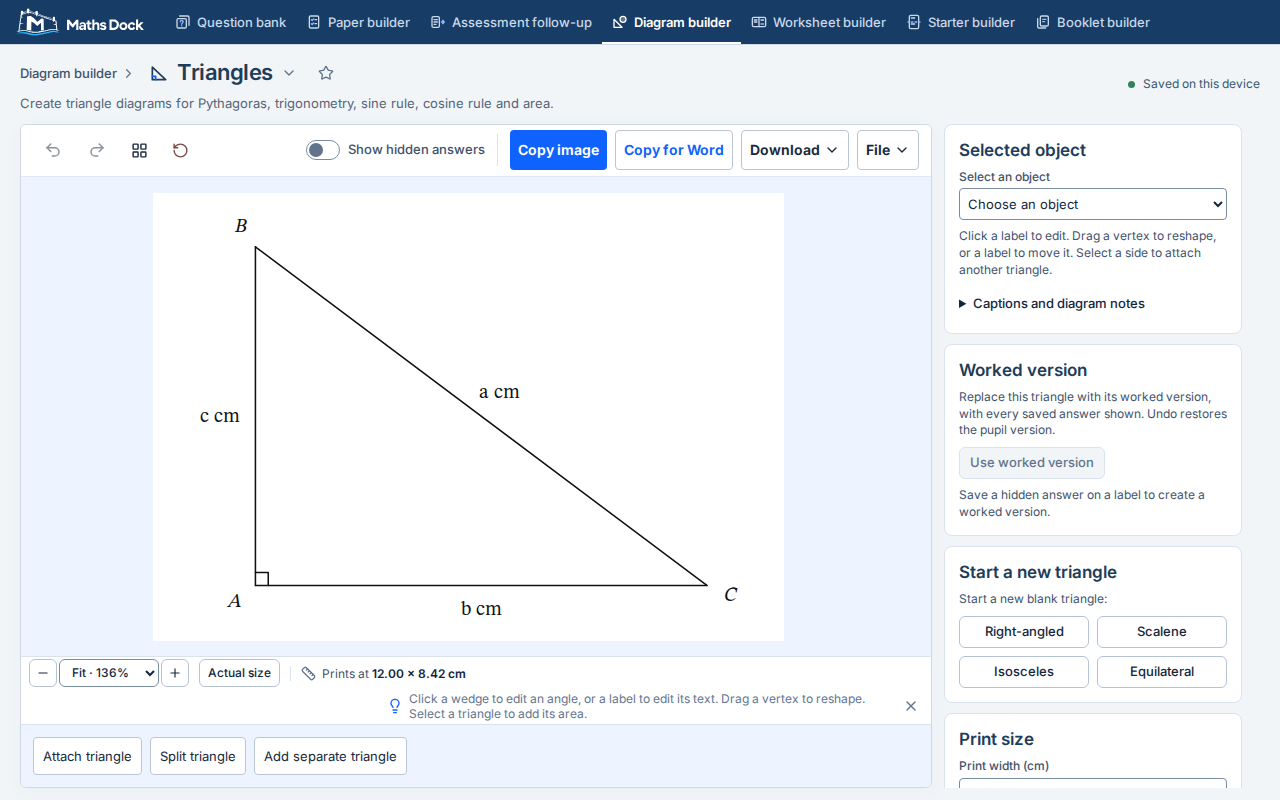 Maths Dock
Question bank
Paper builder
Assessment follow-up
Diagram builder
Worksheet builder
Starter builder
Booklet builder
Diagram builder
Triangles
Create triangle diagrams for Pythagoras, trigonometry, sine rule, cosine rule and area.
Saved on this device
Show hidden answers
Copy image
Copy for Word
Download
File
B
a cm
c cm
A
b cm
C
Fit · 136%
Actual size
Prints at 12.00 × 8.42 cm
Click a wedge to edit an angle, or a label to edit its text. Drag a vertex to reshape.
Select a triangle to add its area.
Attach triangle
Split triangle
Add separate triangle
Selected object
Select an object
Choose an object
Click a label to edit. Drag a vertex to reshape,
or a label to move it. Select a side to attach
another triangle.
Captions and diagram notes
Worked version
Replace this triangle with its worked version,
with every saved answer shown. Undo restores
the pupil version.
Use worked version
Save a hidden answer on a label to create a
worked version.
Start a new triangle
Start a new blank triangle:
Right-angled
Scalene
Isosceles
Equilateral
Print size
Print width (cm)